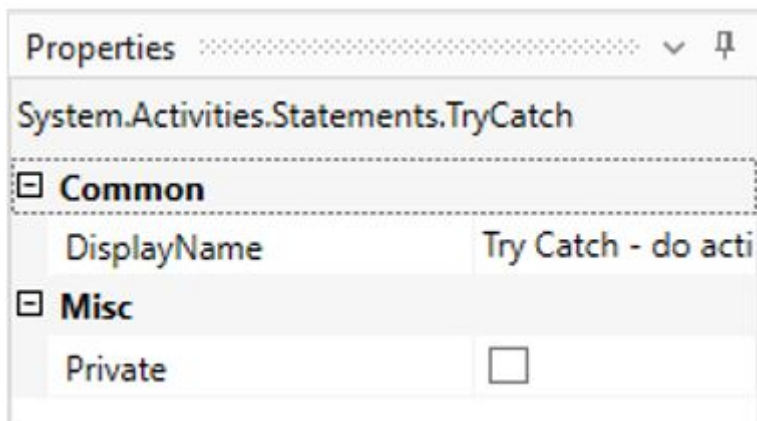 Properties
System.Activities.Statements.TryCatch
Common
DisplayName Try Catch - do acti
Misc
Private